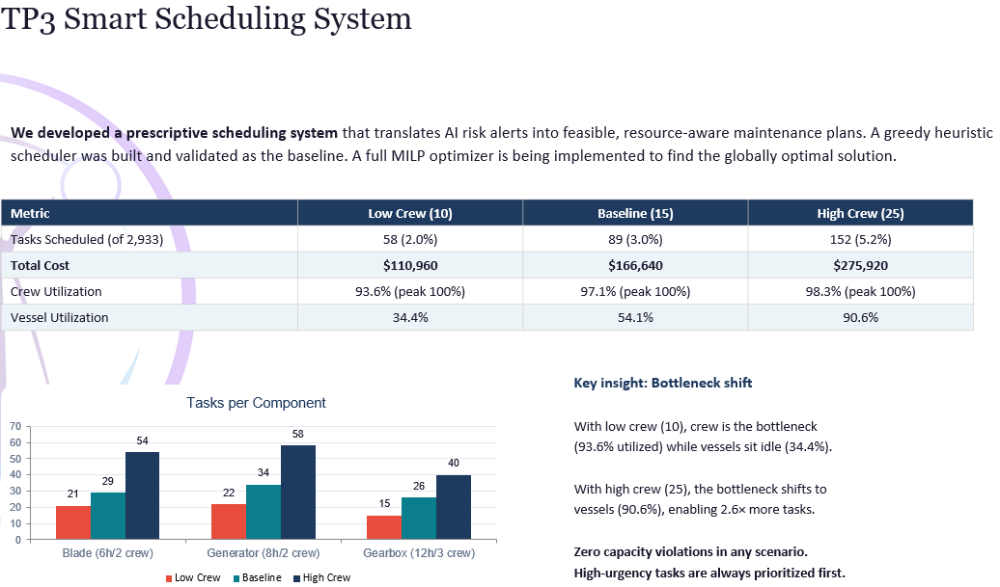 TP3 Smart Scheduling System
We developed a prescriptive scheduling system that translates AI risk alerts into feasible, resource-aware maintenance plans. A greedy heuristic
scheduler was built and validated as the baseline. A full MILP optimizer is being implemented to find the globally optimal solution.
Metric Low Crew (10) Baseline (15) High Crew (25)
Tasks Scheduled (of 2,933) 58 (2.0%) 89 (3.0%) 152 (5.2%)
Total Cost $110,960 $166,640 $275,920
Crew Utilization 93.6% (peak 100%) 97.1% (peak 100%) 98.3% (peak 100%)
Vessel Utilization 34.4% 54.1% 90.6%
Tasks per Component
70
60
50
40
30
20
10
0
21 29 54
22 34 58
15 26 40
Blade (6h/2 crew) Generator (8h/2 crew) Gearbox (12h/3 crew)
Low Crew Baseline High Crew
Key insight: Bottleneck shift
With low crew (10), crew is the bottleneck
(93.6% utilized) while vessels sit idle (34.4%).
With high crew (25), the bottleneck shifts to
vessels (90.6%), enabling 2.6× more tasks.
Zero capacity violations in any scenario.
High-urgency tasks are always prioritized first.